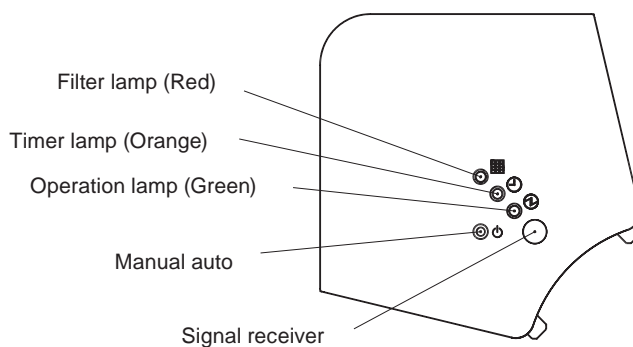 Filter lamp (Red)
Timer lamp (Orange)
Operation lamp (Green)
Manual auto
Signal receiver